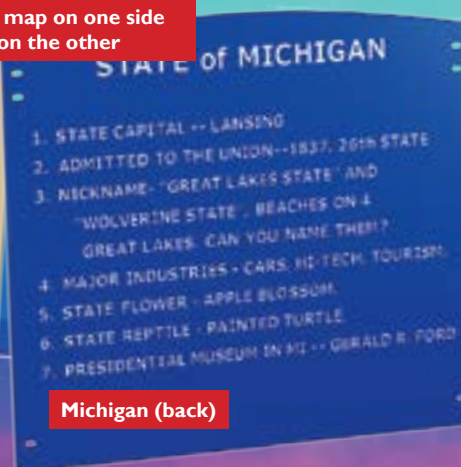 map on one side
on the other
STATE of MICHIGAN
1. STATE CAPITAL -- LANSING
2. ADMITTED TO THE UNION--1837, 26th STATE
3. NICKNAME- "GREAT LAKES STATE" AND
"WOLVERINE STATE". BEACHES ON 4
GREAT LAKES. CAN YOU NAME THEM?
4. MAJOR INDUSTRIES - CARS, HI-TECH, TOURISM.
5. STATE FLOWER - APPLE BLOSSOM.
6. STATE REPTILE - PAINTED TURTLE
7. PRESIDENTIAL MUSEUM IN MI -- GERALD R. FORD
Michigan (back)